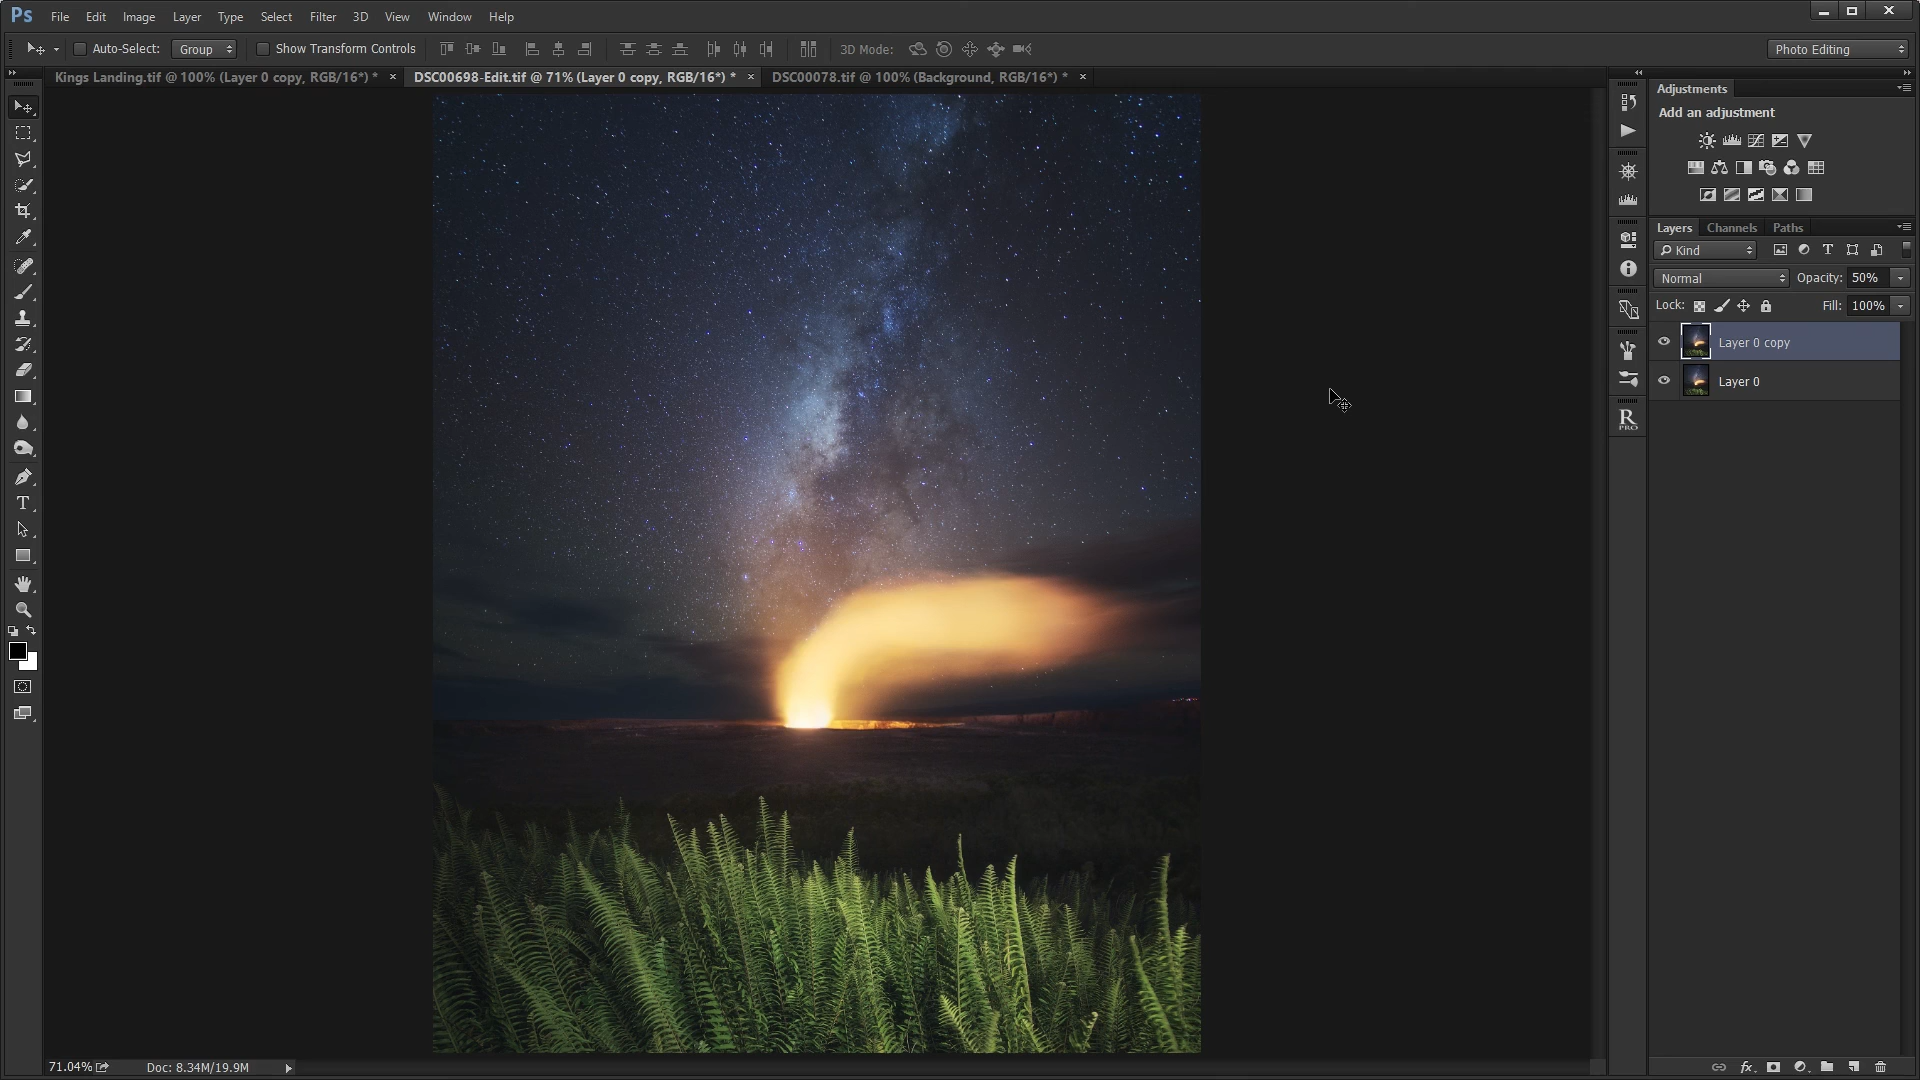 Ps File Edit Image Layer Type Select Filter 3D View Window Help
Auto-Select: Group Show Transform Controls 3D Mode: Photo Editing
Kings Landing.tif @ 100% (Layer 0 copy, RGB/16*) * × DSC00698-Edit.tif @ 71% (Layer 0 copy, RGB/16*) * × DSC00078.tif @ 100% (Background, RGB/16*) * ×
Adjustments
Add an adjustment
Layers Channels Paths
Kind
Normal Opacity: 50%
Lock: Fill: 100%
Layer 0 copy
Layer 0
R
PRO
71.04% Doc: 8.34M/19.9M
fx